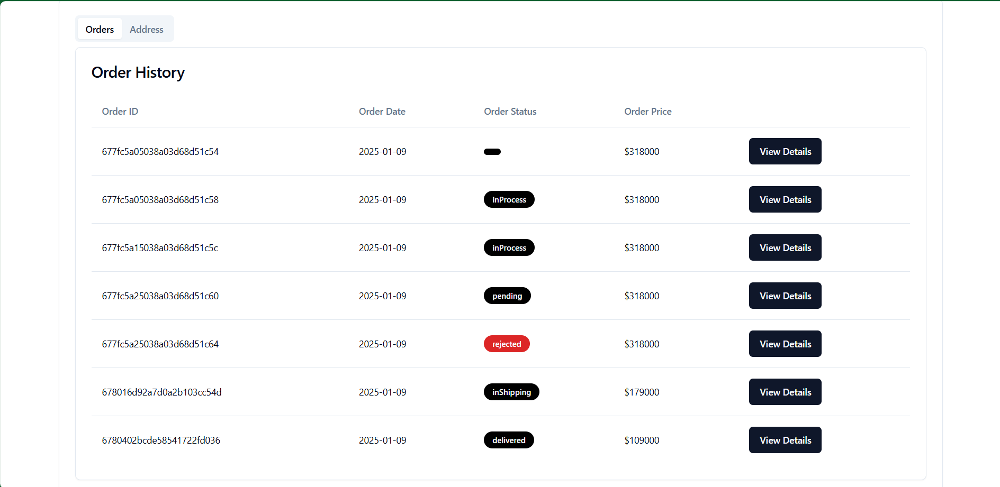 Orders Address
Order History
Order ID Order Date Order Status Order Price
677fc5a05038a03d68d51c54 2025-01-09 $318000 View Details
677fc5a05038a03d68d51c58 2025-01-09 inProcess $318000 View Details
677fc5a15038a03d68d51c5c 2025-01-09 inProcess $318000 View Details
677fc5a25038a03d68d51c60 2025-01-09 pending $318000 View Details
677fc5a25038a03d68d51c64 2025-01-09 rejected $318000 View Details
678016d92a7d0a2b103cc54d 2025-01-09 inShipping $179000 View Details
6780402bcde58541722fd036 2025-01-09 delivered $109000 View Details